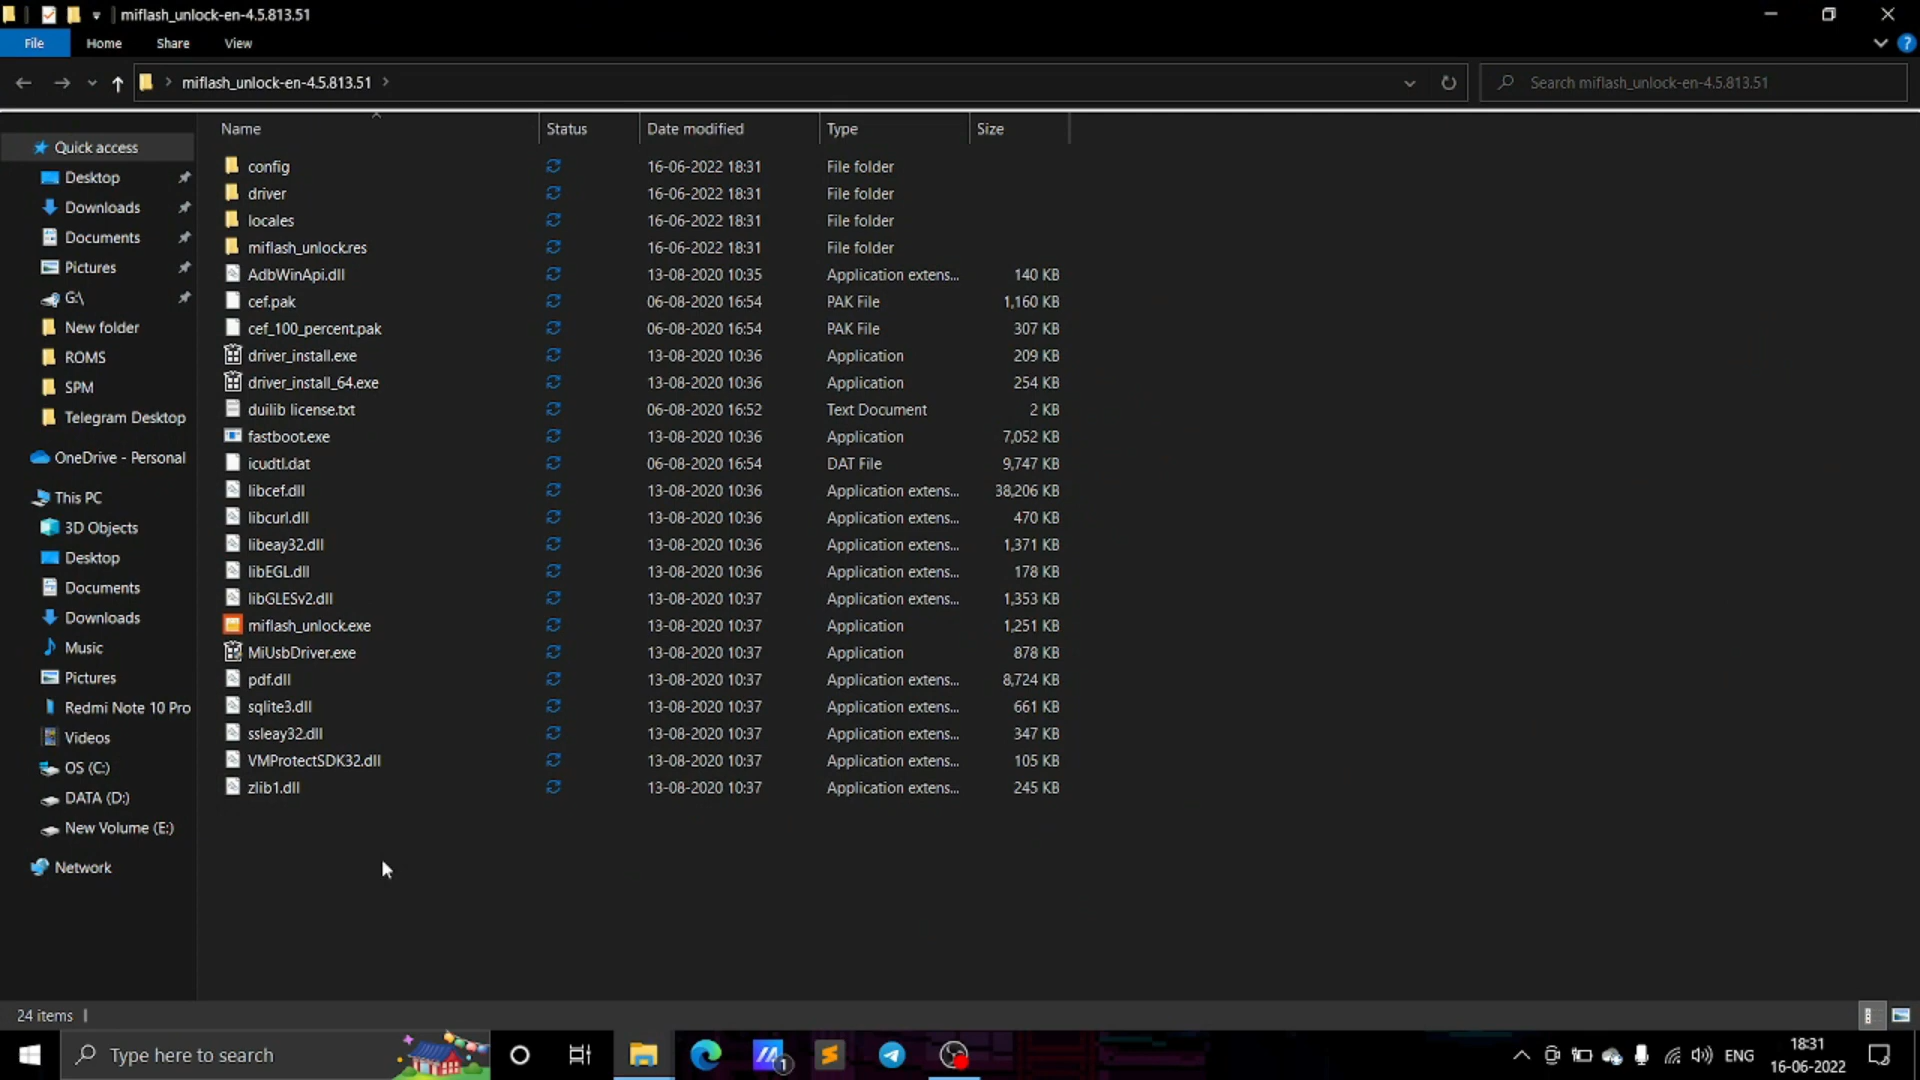 miflash_unlock-en-4.5.813.51
File Home Share View
miflash_unlock-en-4.5.813.51
Search miflash_unlock-en-4.5.813.51
Name Status Date modified Type Size
Quick access
Desktop
Downloads
Documents
Pictures
G:\
New folder
ROMS
SPM
Telegram Desktop
OneDrive - Personal
This PC
3D Objects
Desktop
Documents
Downloads
Music
Pictures
Redmi Note 10 Pro
Videos
OS (C:)
DATA (D:)
New Volume (E:)
Network
config 16-06-2022 18:31 File folder
driver 16-06-2022 18:31 File folder
locales 16-06-2022 18:31 File folder
miflash_unlock.res 16-06-2022 18:31 File folder
AdbWinApi.dll 13-08-2020 10:35 Application extens... 140 KB
cef.pak 06-08-2020 16:54 PAK File 1,160 KB
cef_100_percent.pak 06-08-2020 16:54 PAK File 307 KB
driver_install.exe 13-08-2020 10:36 Application 209 KB
driver_install_64.exe 13-08-2020 10:36 Application 254 KB
duilib license.txt 06-08-2020 16:52 Text Document 2 KB
fastboot.exe 13-08-2020 10:36 Application 7,052 KB
icudtl.dat 06-08-2020 16:54 DAT File 9,747 KB
libcef.dll 13-08-2020 10:36 Application extens... 38,206 KB
libcurl.dll 13-08-2020 10:36 Application extens... 470 KB
libeay32.dll 13-08-2020 10:36 Application extens... 1,371 KB
libEGL.dll 13-08-2020 10:36 Application extens... 178 KB
libGLESv2.dll 13-08-2020 10:37 Application extens... 1,353 KB
miflash_unlock.exe 13-08-2020 10:37 Application 1,251 KB
MiUsbDriver.exe 13-08-2020 10:37 Application 878 KB
pdf.dll 13-08-2020 10:37 Application extens... 8,724 KB
sqlite3.dll 13-08-2020 10:37 Application extens... 661 KB
ssleay32.dll 13-08-2020 10:37 Application extens... 347 KB
VMProtectSDK32.dll 13-08-2020 10:37 Application extens... 105 KB
zlib1.dll 13-08-2020 10:37 Application extens... 245 KB
24 items
Type here to search
1
ENG
18:31
16-06-2022